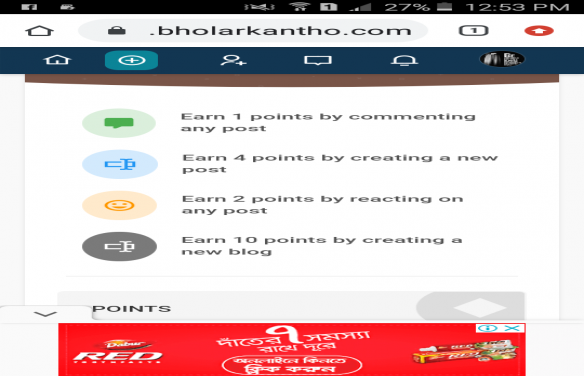 27% 12:53 PM
.bholarkantho.com
1
Earn 1 points by commenting
any post
Earn 4 points by creating a new
post
Earn 2 points by reacting on
any post
Earn 10 points by creating a
new blog
POINTS
Dabur
RED
দাঁতের ৭ সমস্যা
রাখে দূরে
অনলাইনে কিনতে
ক্লিক করুন